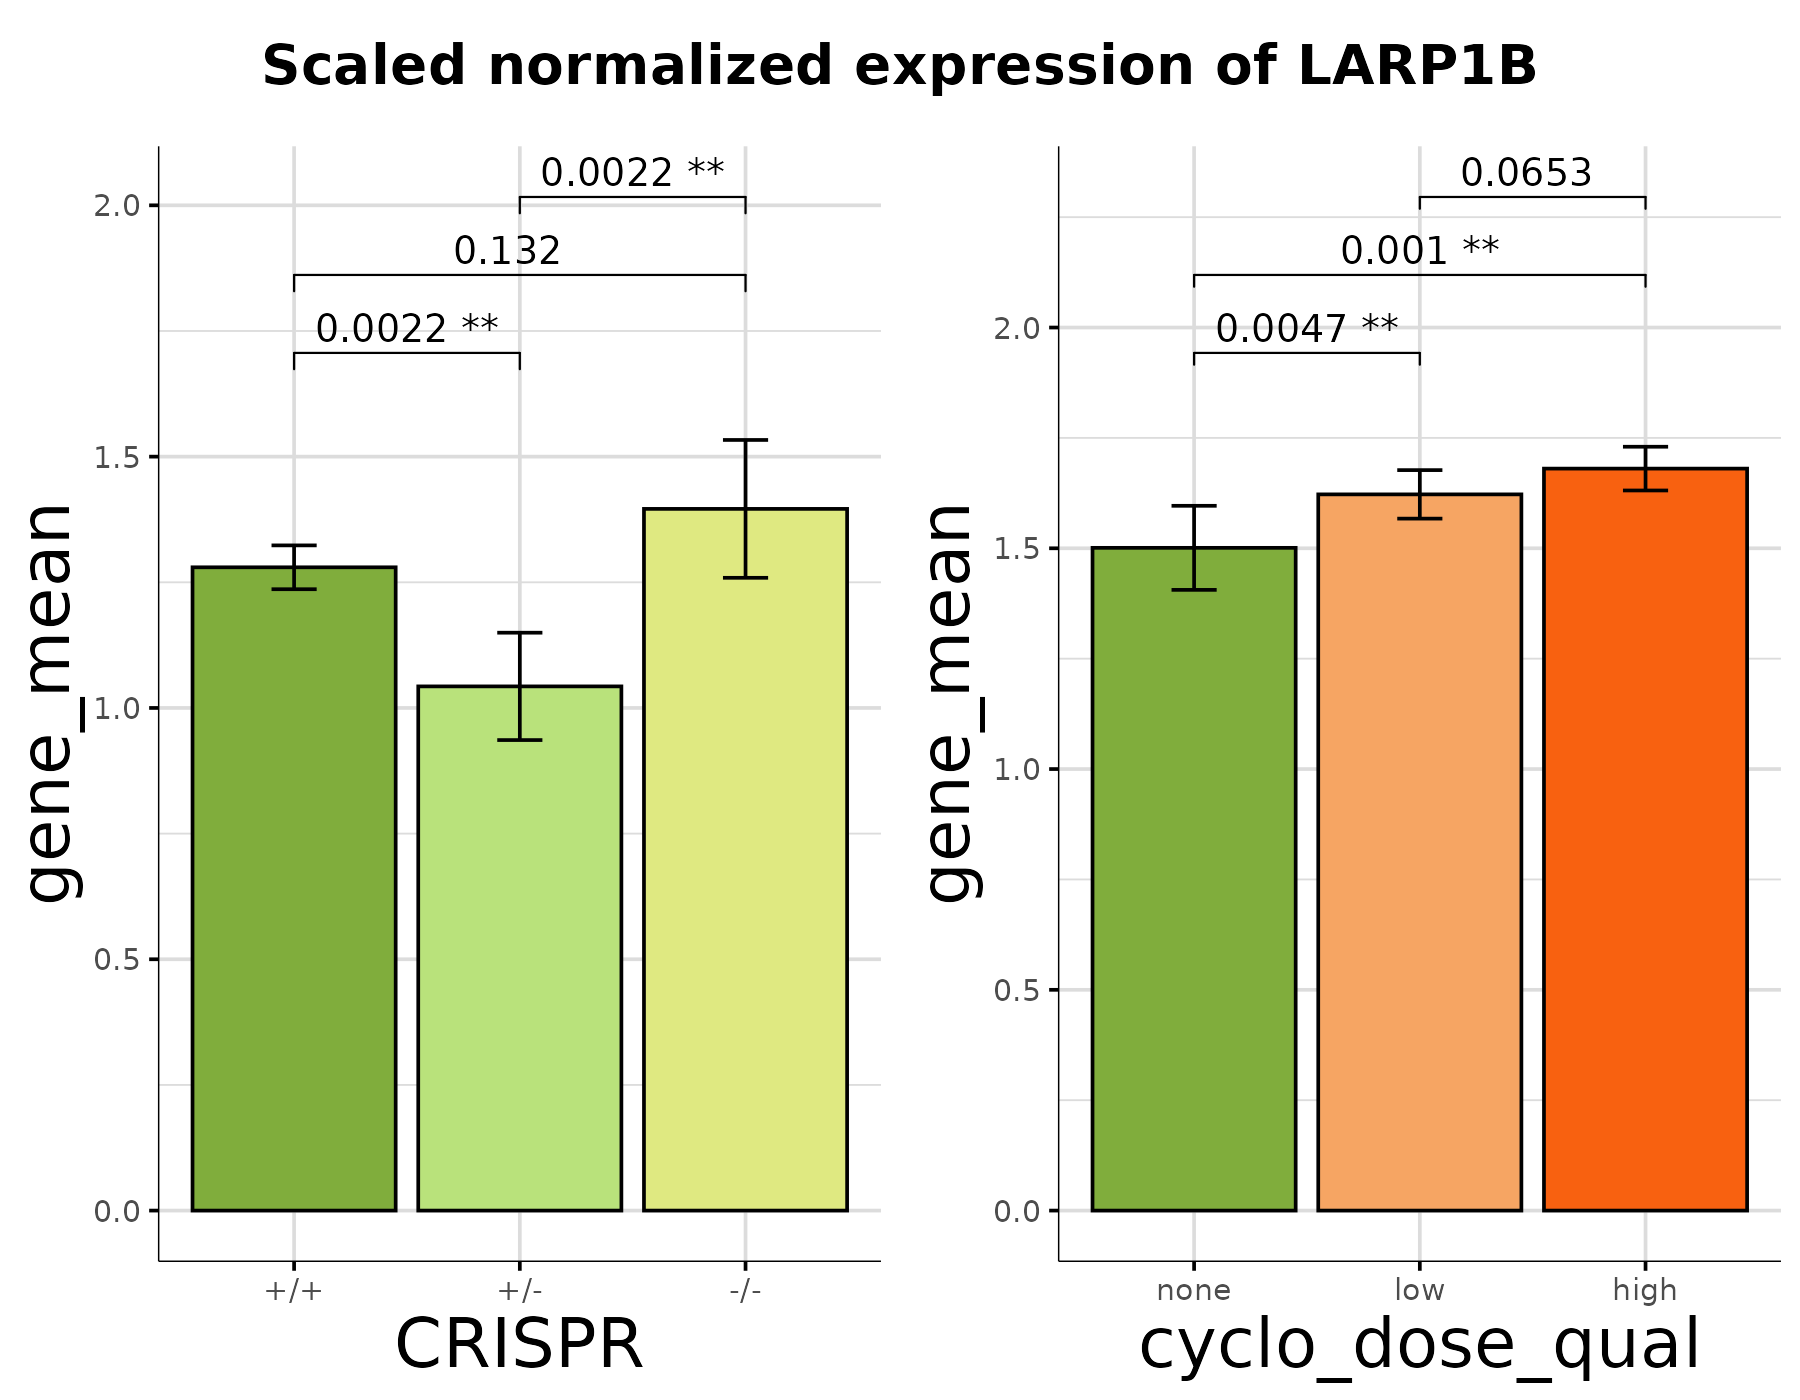 Scaled normalized expression of LARP1B
gene_mean
2.0
1.5
1.0
0.5
0.0
0.0022 **
0.132
0.0022 **
+/+
+/-
-/-
CRISPR
gene_mean
2.0
1.5
1.0
0.5
0.0
0.0653
0.001 **
0.0047 **
none
low
high
cyclo_dose_qual